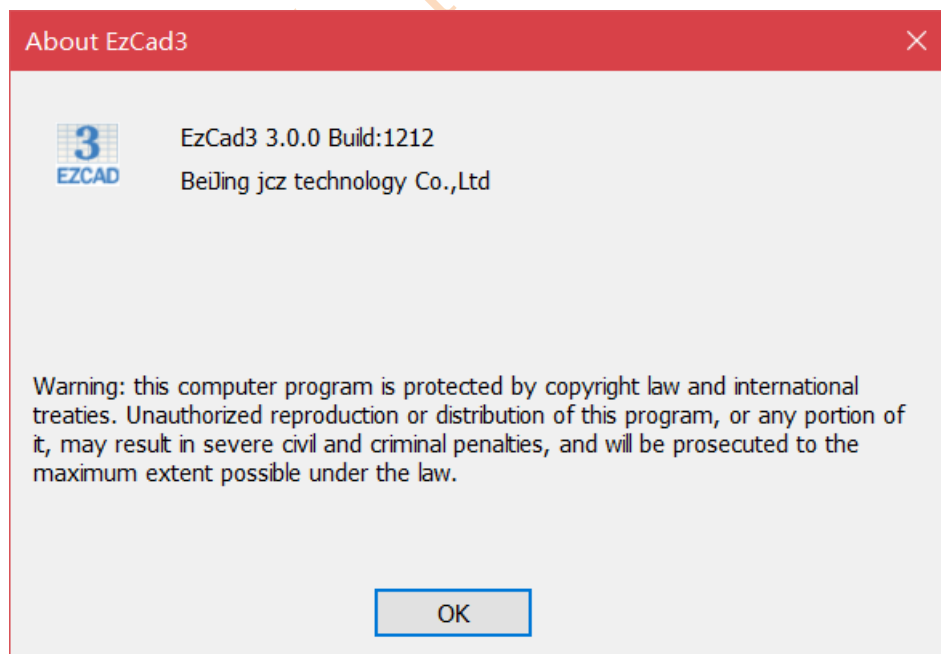 About EzCad3
3
EZCAD
EzCad3 3.0.0 Build:1212
BeiJing jcz technology Co.,Ltd
Warning: this computer program is protected by copyright law and international
treaties. Unauthorized reproduction or distribution of this program, or any portion of
it, may result in severe civil and criminal penalties, and will be prosecuted to the
maximum extent possible under the law.
OK